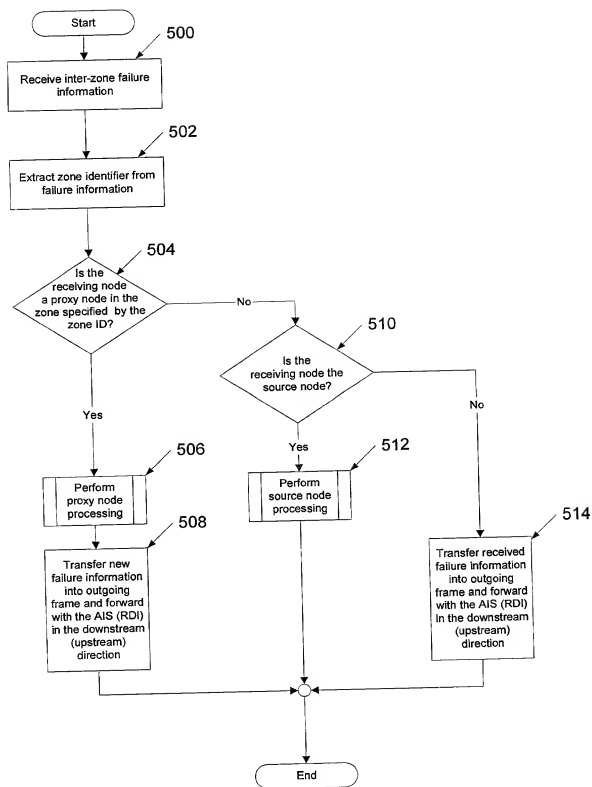 Start
500
Receive inter-zone failure
information
502
Extract zone identifier from
failure information
504
Is the
receiving node
a proxy node in the
zone specified by the
zone ID?
No
510
Is the
receiving node the
source node?
No
Yes
Yes
506
Perform
proxy node
processing
512
Perform
source node
processing
508
Transfer new
failure information
into outgoing
frame and forward
with the AIS (RDI)
in the downstream
(upstream)
direction
514
Transfer received
failure information
into outgoing
frame and forward
with the AIS (RDI)
in the downstream
(upstream)
direction
End